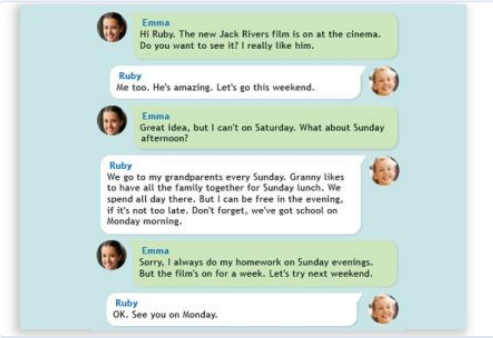 Emma
Hi Ruby. The new Jack Rivers film is on at the cinema.
Do you want to see it? I really like him.
Ruby
Me too. He's amazing. Let's go this weekend.
Emma
Great idea, but I can't on Saturday. What about Sunday
afternoon?
Ruby
We go to my grandparents every Sunday. Granny likes
to have all the family together for Sunday lunch. We
spend all day there. But I can be free in the evening,
if it's not too late. Don't forget, we've got school on
Monday morning.
Emma
Sorry, I always do my homework on Sunday evenings.
But the film's on for a week. Let's try next weekend.
Ruby
OK. See you on Monday.